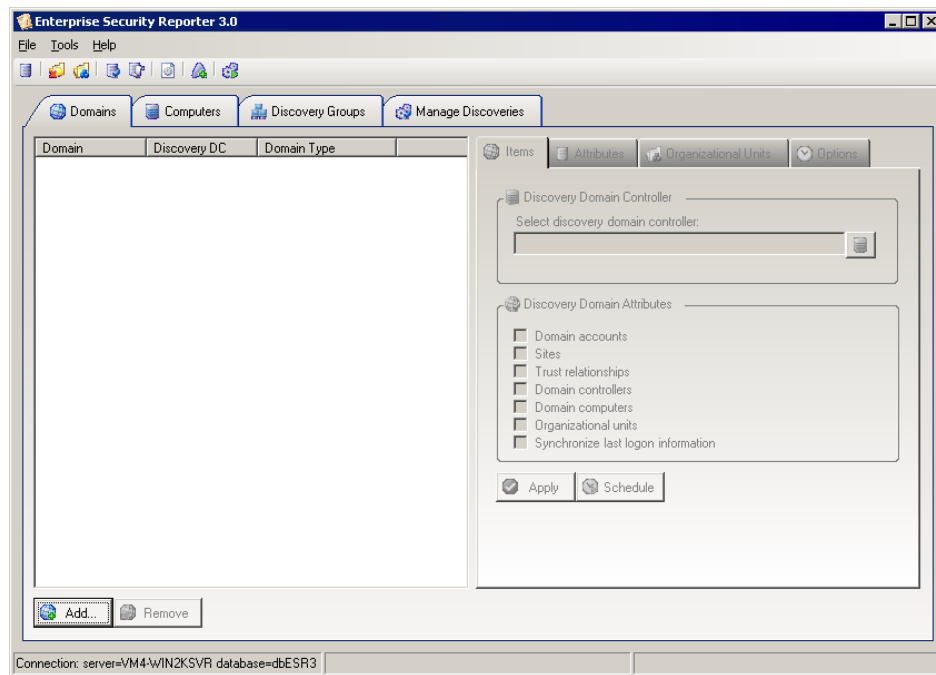 Enterprise Security Reporter 3.0
File Tools Help
Domains Computers Discovery Groups Manage Discoveries
Domain Discovery DC Domain Type
Items Attributes Organizational Units Options
Discovery Domain Controller
Select discovery domain controller:
Discovery Domain Attributes
Domain accounts
Sites
Trust relationships
Domain controllers
Domain computers
Organizational units
Synchronize last logon information
Apply Schedule
Add... Remove
Connection: server=VM4-WIN2KSVR database=dbESR3